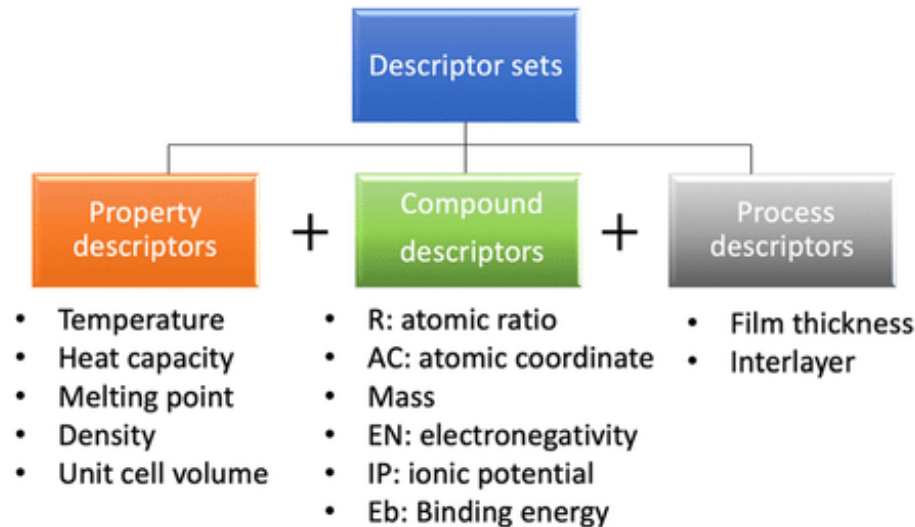 Descriptor sets
Property
descriptors
+
Compound
descriptors
+
Process
descriptors
• Temperature
• Heat capacity
• Melting point
• Density
• Unit cell volume
• R: atomic ratio
• AC: atomic coordinate
• Mass
• EN: electronegativity
• IP: ionic potential
• Eb: Binding energy
• Film thickness
• Interlayer